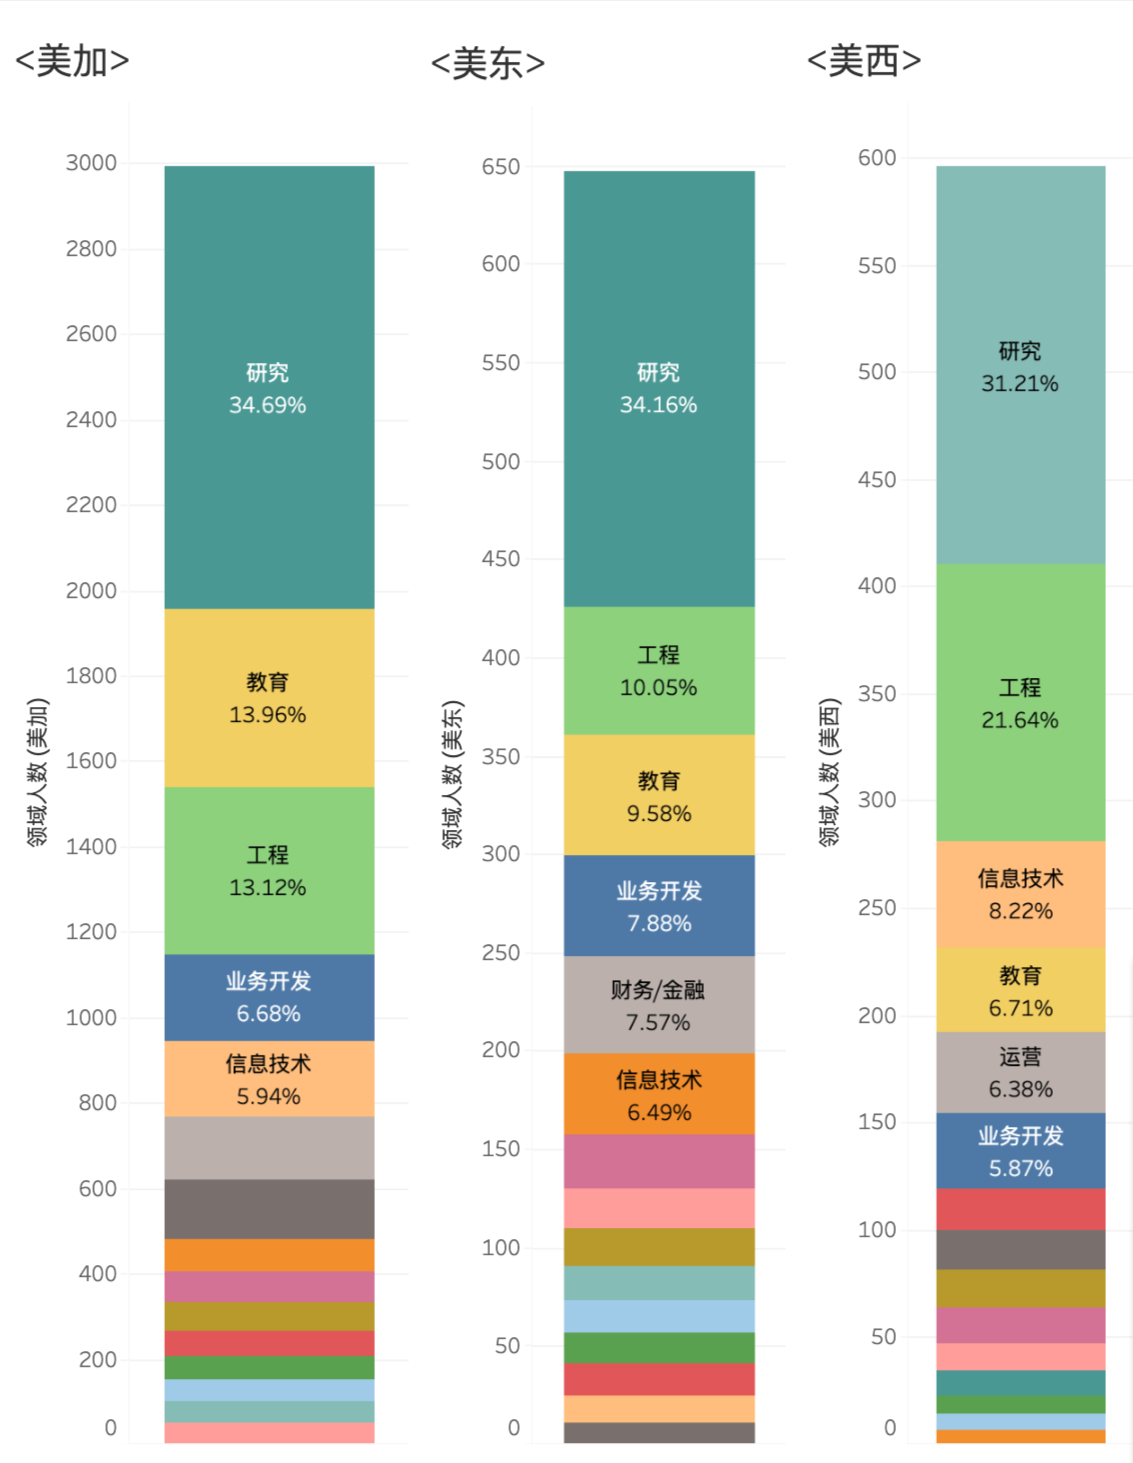 <美加>
3000
2800
2600
2400
2200
2000
1800
1600
1400
1200
1000
800
600
400
200
0
领域人数 (美加)
研究
34.69%
教育
13.96%
工程
13.12%
业务开发
6.68%
信息技术
5.94%
<美东>
650
600
550
500
450
400
350
300
250
200
150
100
50
0
领域人数 (美东)
研究
34.16%
工程
10.05%
教育
9.58%
业务开发
7.88%
财务/金融
7.57%
信息技术
6.49%
<美西>
600
550
500
450
400
350
300
250
200
150
100
50
0
领域人数 (美西)
研究
31.21%
工程
21.64%
信息技术
8.22%
教育
6.71%
运营
6.38%
业务开发
5.87%